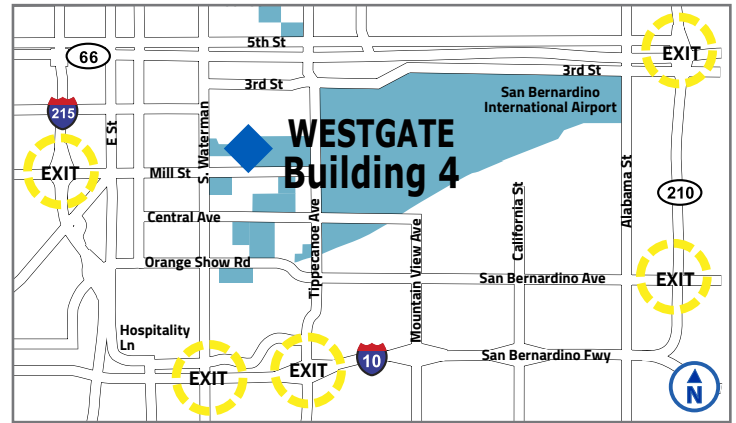 5th St
66
EXIT
3rd St
3rd St
San Bernardino
International Airport
215
E St
S. Waterman
WESTGATE
Building 4
EXIT
Mill St
Alabama St
210
California St
Central Ave
Tippecanoe Ave
Mountain View Ave
Orange Show Rd
San Bernardino Ave
EXIT
Hospitality
Ln
10
San Bernardino Fwy
EXIT
EXIT
N